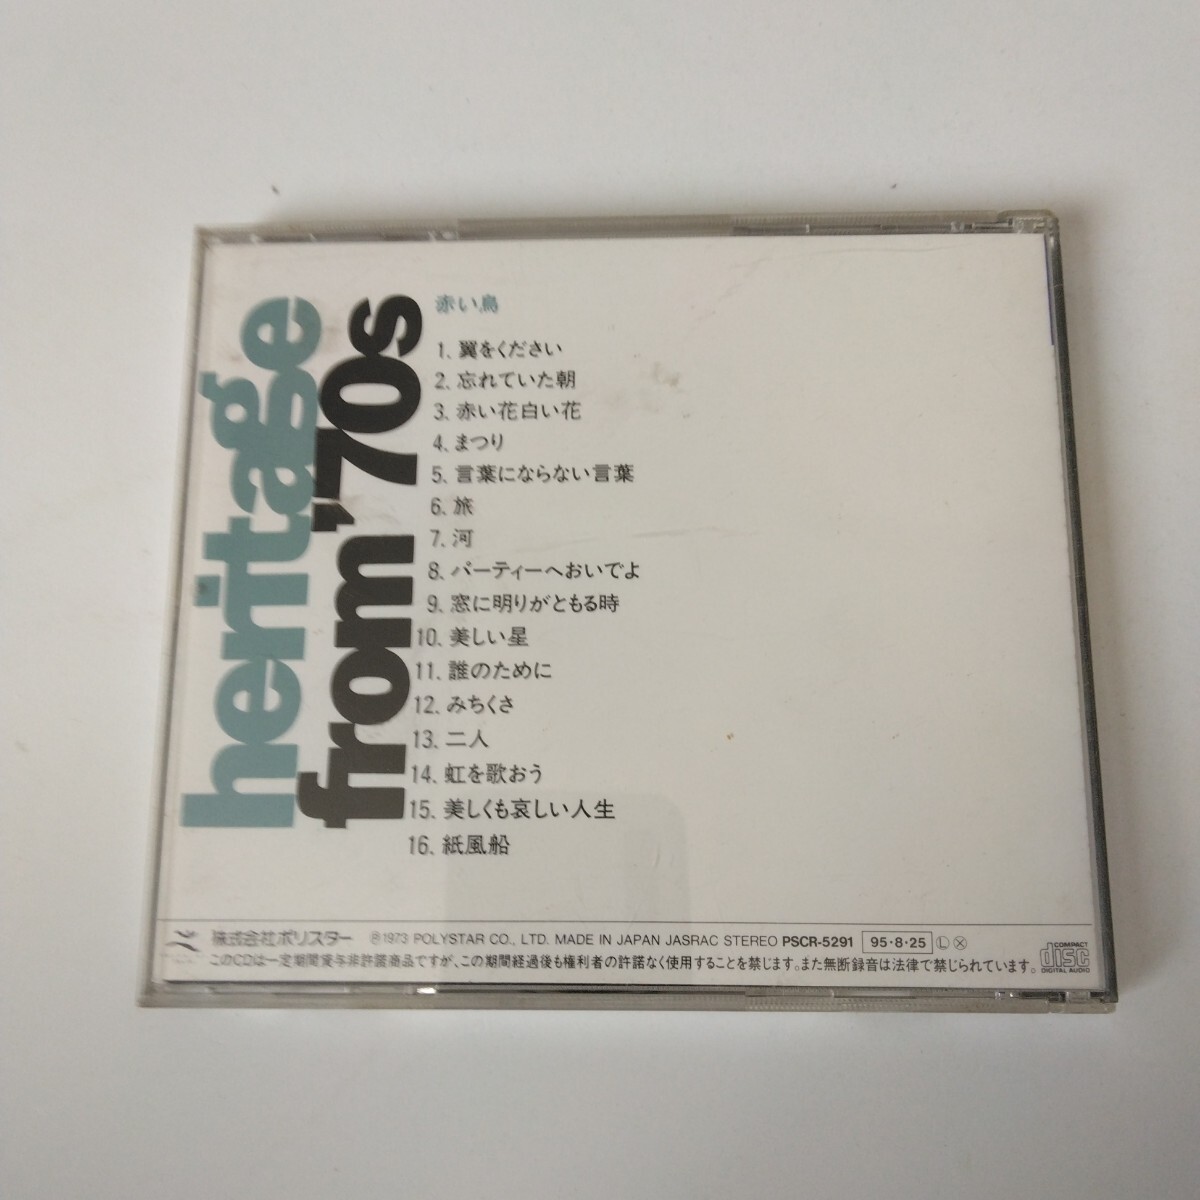 heritage
from '70s
赤い鳥
1. 翼をください
2. 忘れていた朝
3. 赤い花白い花
4. まつり
5. 言葉にならない言葉
6. 旅
7. 河
8. パーティーへおいでよ
9. 窓に明りがともる時
10. 美しい星
11. 誰のために
12. みちくさ
13. 二人
14. 虹を歌おう
15. 美しくも哀しい人生
16. 紙風船
株式会社ポリスター ℗1973 POLYSTAR CO., LTD. MADE IN JAPAN JASRAC STEREO PSCR-5291 95・8・25 Ⓛ Ⓧ
このCDは一定期間貸与非許諾商品ですが、この期間経過後も権利者の許諾なく使用することを禁じます。また無断録音は法律で禁じられています。
COMPACT
disc
DIGITAL AUDIO